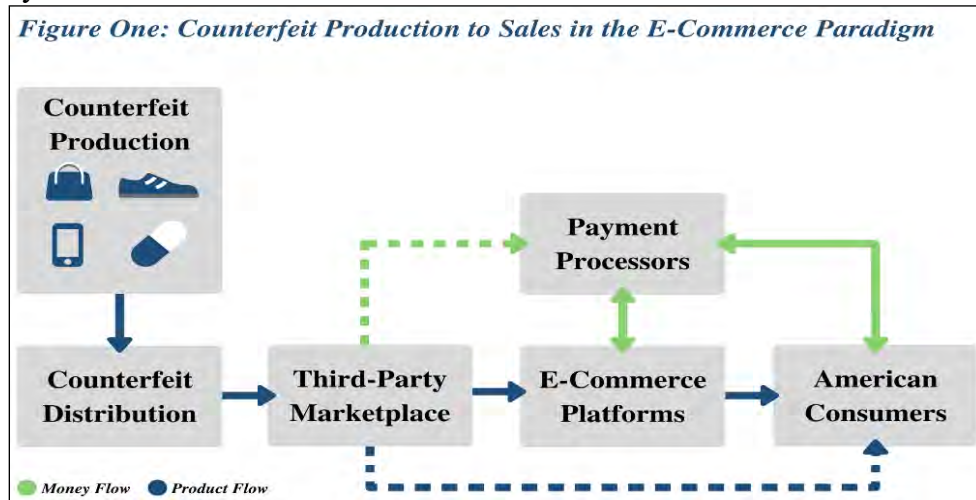 Figure One: Counterfeit Production to Sales in the E-Commerce Paradigm
Counterfeit
Production
Payment
Processors
Counterfeit
Distribution
Third-Party
Marketplace
E-Commerce
Platforms
American
Consumers
Money Flow
Product Flow